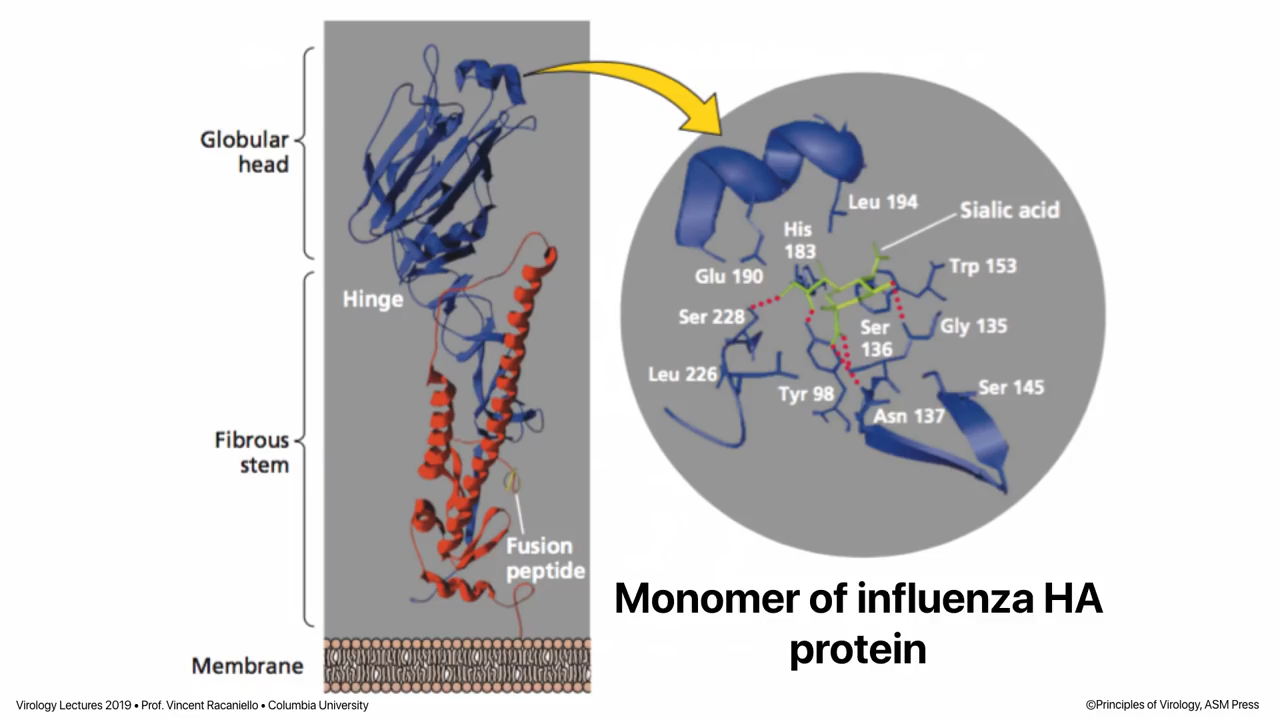 Globular
head
Hinge
Fibrous
stem
Fusion
peptide
Membrane
Leu 194
Sialic acid
His
183
Glu 190
Trp 153
Ser 228
Ser
136
Gly 135
Leu 226
Tyr 98
Ser 145
Asn 137
Monomer of influenza HA
protein
Virology Lectures 2019 • Prof. Vincent Racaniello • Columbia University
©Principles of Virology, ASM Press